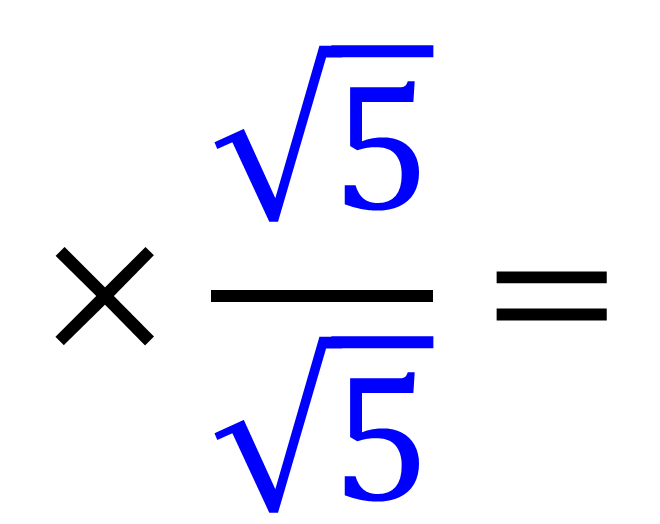 × √5/√5 =